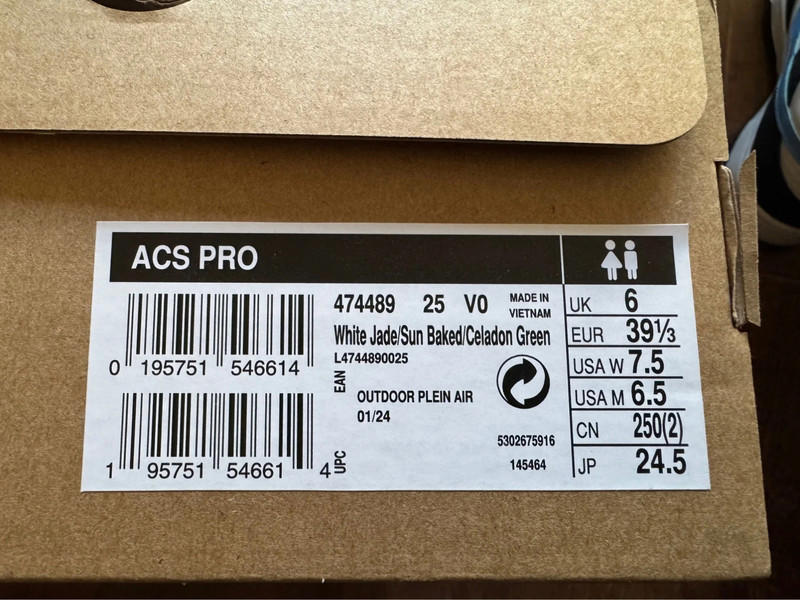 ACS PRO
0 195751 546614
1 95751 54661 4
EAN
UPC
474489 25 V0
MADE IN
VIETNAM
White Jade/Sun Baked/Celadon Green
L4744890025
OUTDOOR PLEIN AIR
01/24
5302675916
145464
UK 6
EUR 39⅓
USA W 7.5
USA M 6.5
CN 250(2)
JP 24.5